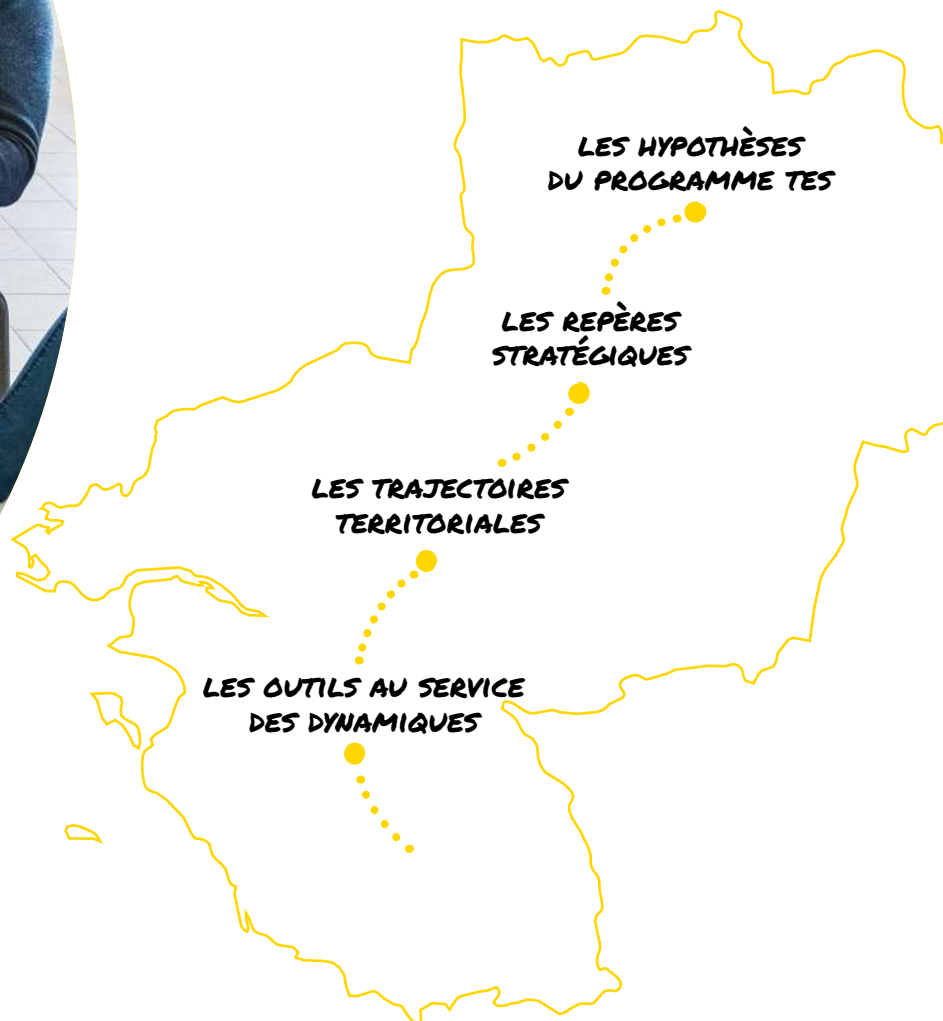 LES HYPOTHÈSES
DU PROGRAMME TES
LES REPÈRES
STRATÉGIQUES
LES TRAJECTOIRES
TERRITORIALES
LES OUTILS AU SERVICE
DES DYNAMIQUES